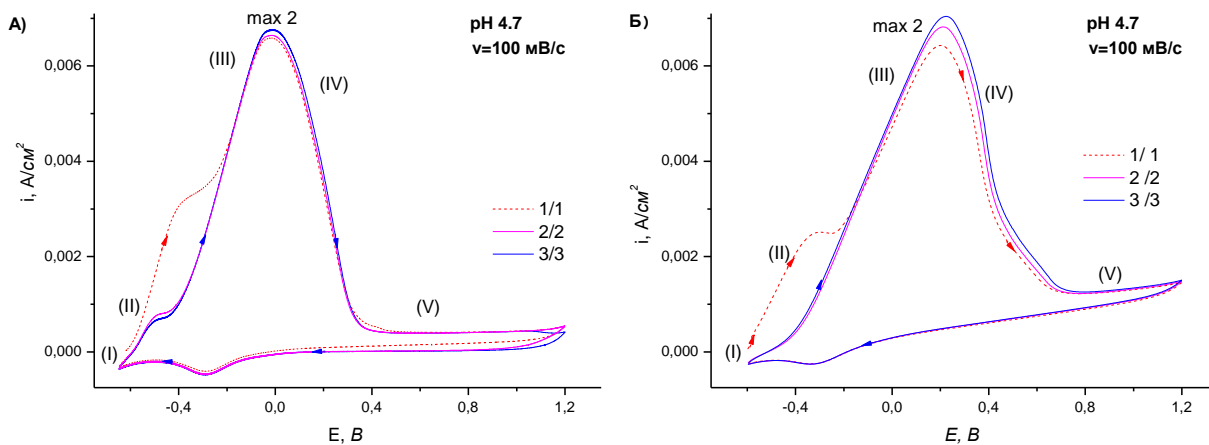 А)
max 2
pH 4.7
v=100 мВ/с
(III)
(IV)
(II)
(I)
(V)
1/1
2/2
3/3
0,006
0,004
0,002
0,000
i, А/см²
-0,4
0,0
0,4
0,8
1,2
E, В
Б)
max 2
pH 4.7
v=100 мВ/с
(III)
(IV)
(II)
(I)
(V)
1/ 1
2 /2
3 /3
0,006
0,004
0,002
0,000
i, А/см²
-0,4
0,0
0,4
0,8
1,2
E, В